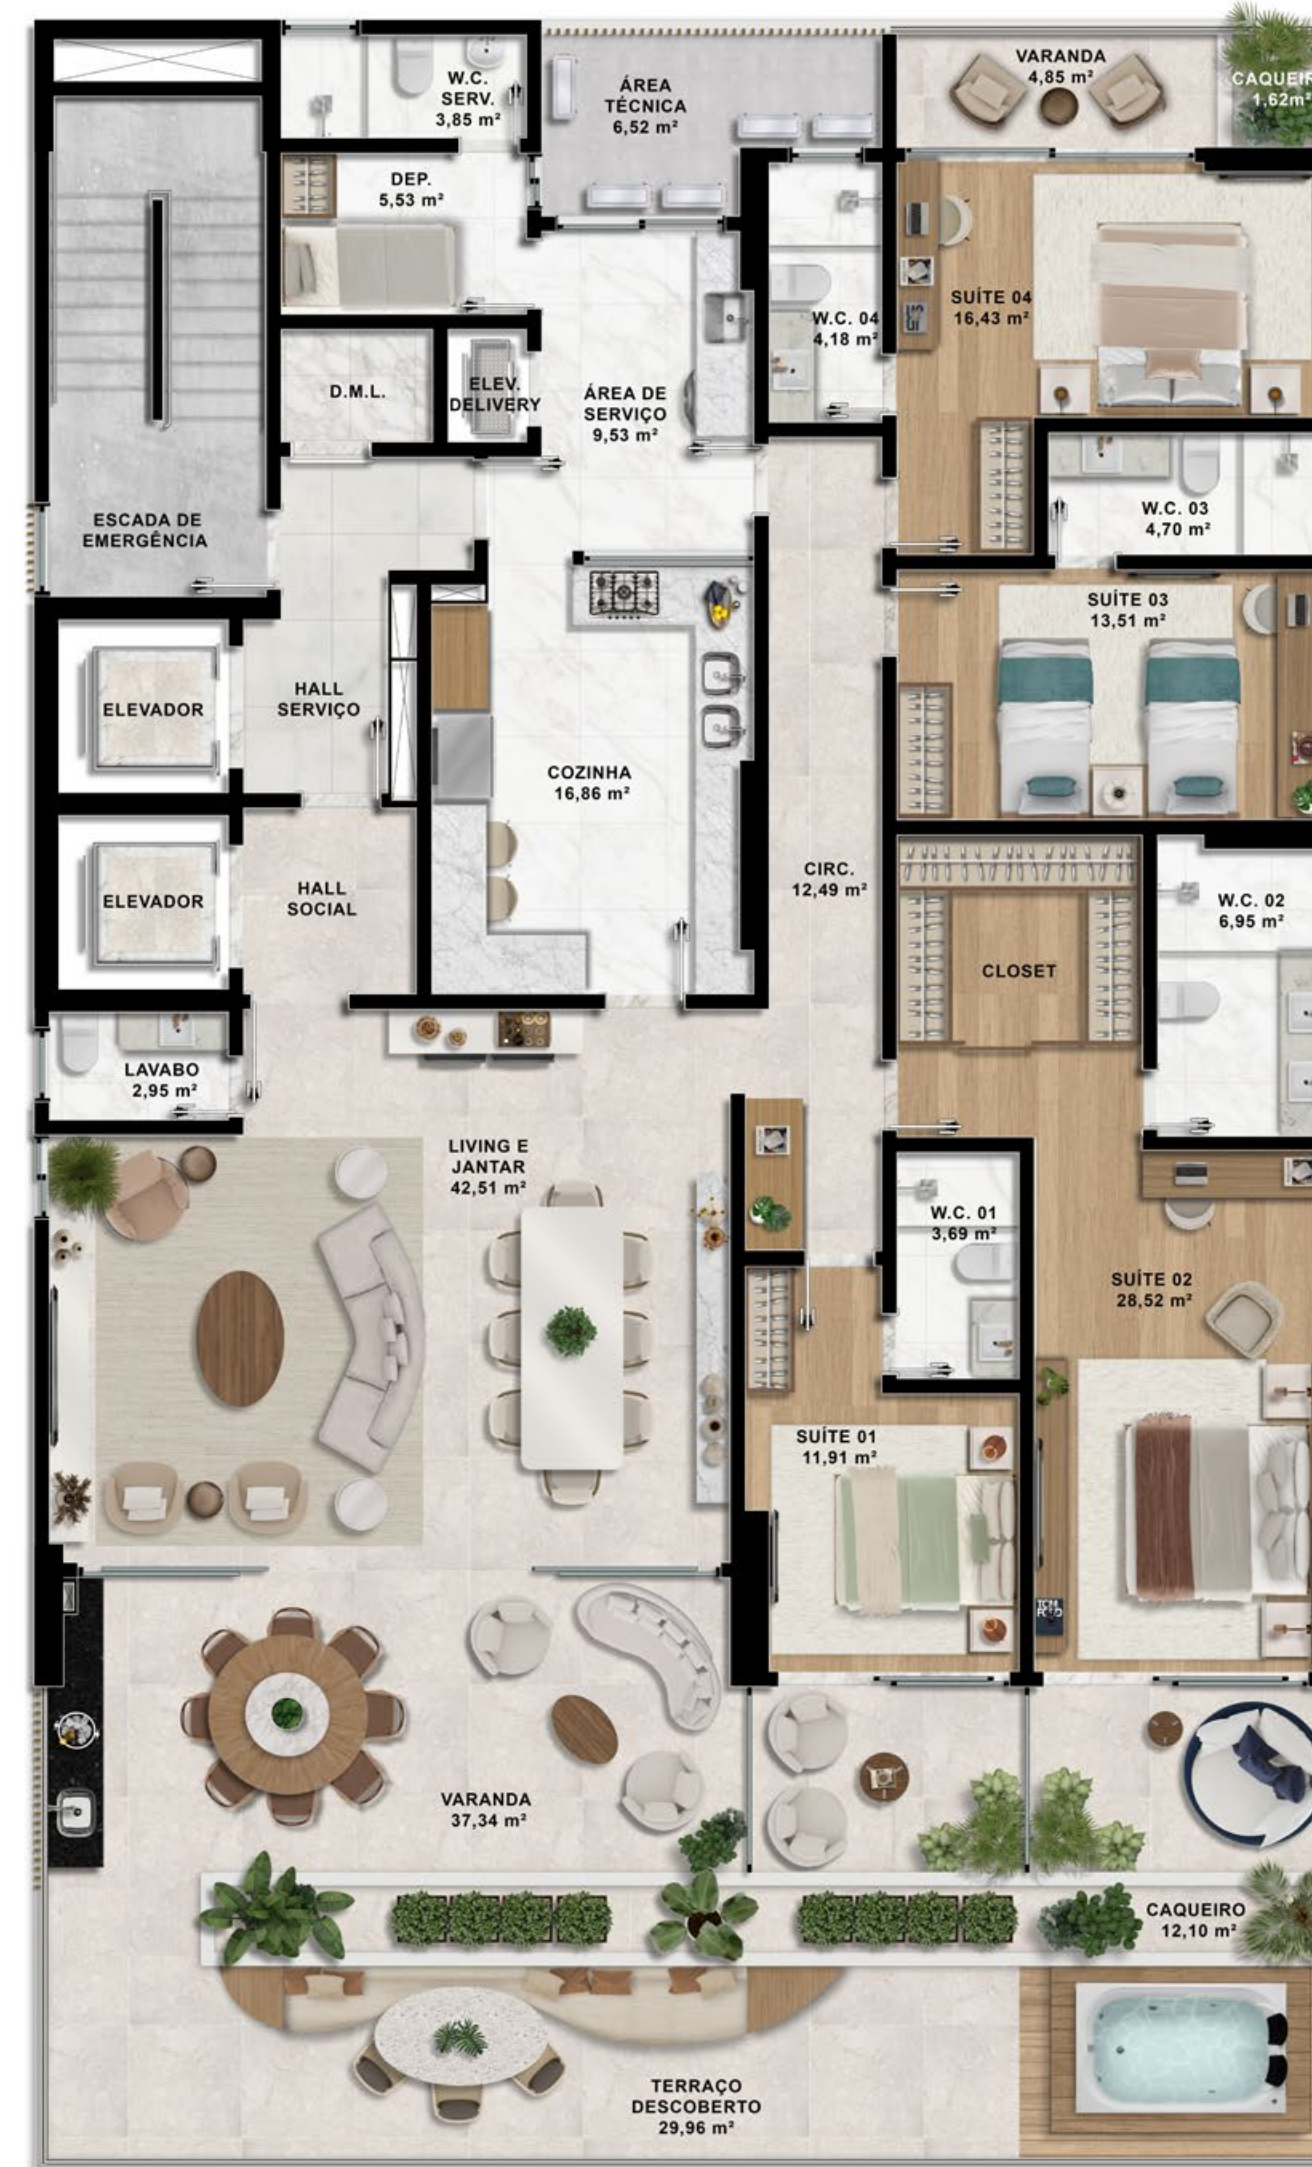 W.C.
SERV.
3,85 m²
ÁREA
TÉCNICA
6,52 m²
VARANDA
4,85 m²
CAQUEIR
1,62m²
DEP.
5,53 m²
SUÍTE 04
16,43 m²
W.C. 04
4,18 m²
D.M.L.
ELEV.
DELIVERY
ÁREA DE
SERVIÇO
9,53 m²
ESCADA DE
EMERGÊNCIA
W.C. 03
4,70 m²
SUÍTE 03
13,51 m²
ELEVADOR
HALL
SERVIÇO
COZINHA
16,86 m²
CIRC.
12,49 m²
ELEVADOR
HALL
SOCIAL
W.C. 02
6,95 m²
CLOSET
LAVABO
2,95 m²
LIVING E
JANTAR
42,51 m²
W.C. 01
3,69 m²
SUÍTE 02
28,52 m²
SUÍTE 01
11,91 m²
VARANDA
37,34 m²
CAQUEIRO
12,10 m²
TERRAÇO
DESCOBERTO
29,96 m²